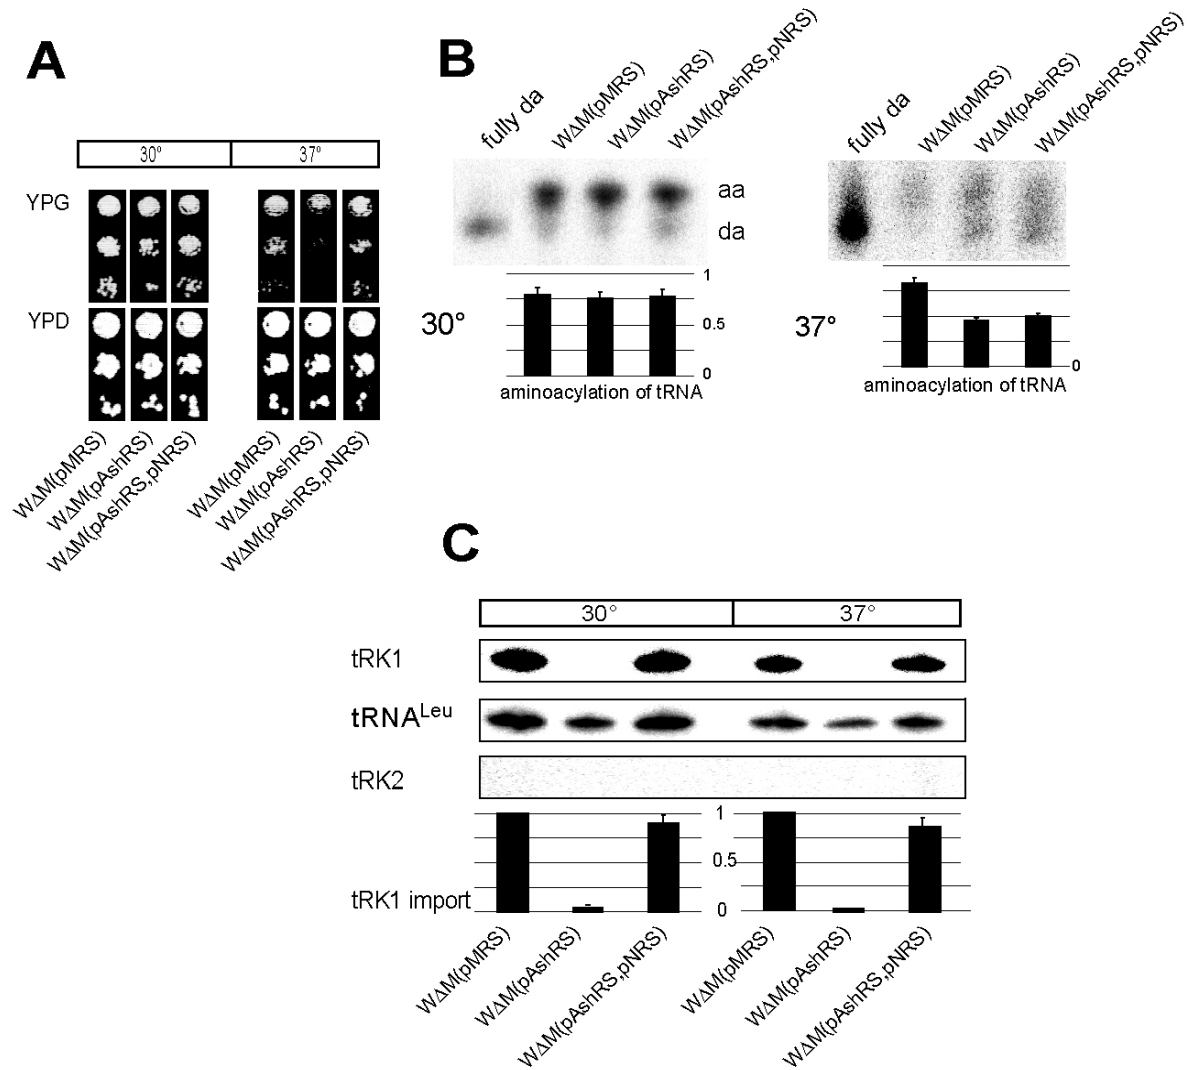 A
30° 37°
YPG
YPD
WΔM(pMRS)
WΔM(pAshRS)
WΔM(pAshRS,pNRS)
WΔM(pMRS)
WΔM(pAshRS)
WΔM(pAshRS,pNRS)
B
fully da
WΔM(pMRS)
WΔM(pAshRS)
WΔM(pAshRS,pNRS)
aa
da
1
0.5
0
30°
aminoacylation of tRNA
fully da
WΔM(pMRS)
WΔM(pAshRS)
WΔM(pAshRS,pNRS)
37°
0
aminoacylation of tRNA
C
30° 37°
tRK1
tRNALeu
tRK2
1
0.5
0
tRK1 import
WΔM(pMRS)
WΔM(pAshRS)
WΔM(pAshRS,pNRS)
WΔM(pMRS)
WΔM(pAshRS)
WΔM(pAshRS,pNRS)